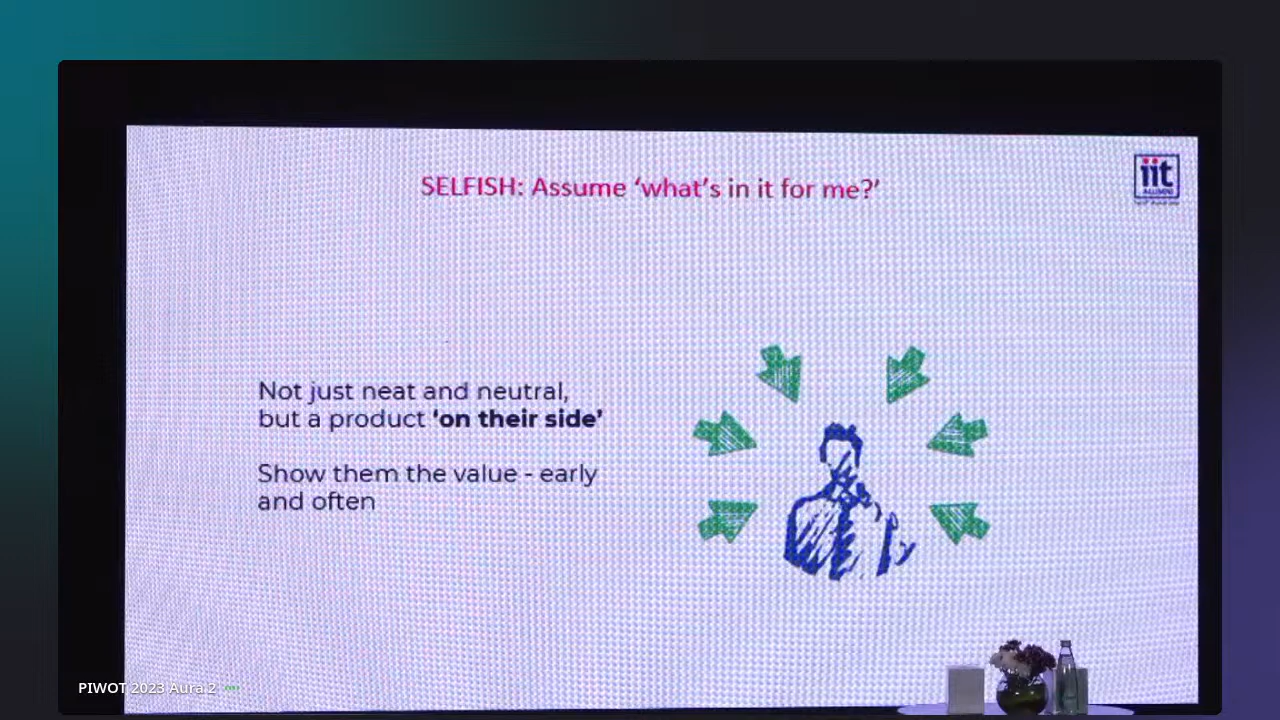 SELFISH: Assume ‘what’s in it for me?’
iit
ALUMNI
Not just neat and neutral,
but a product ‘on their side’
Show them the value - early
and often
PIWOT 2023 Aura 2